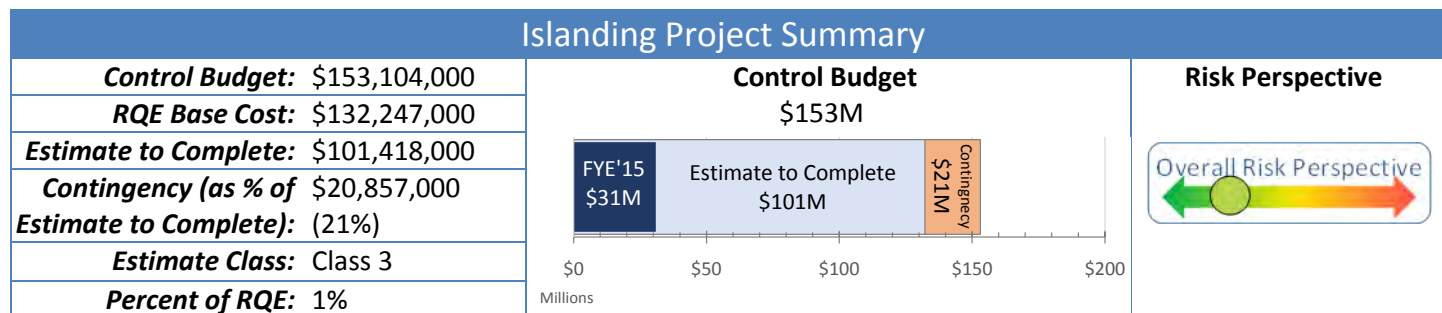 Islanding Project Summary
Control Budget: $153,104,000
RQE Base Cost: $132,247,000
Estimate to Complete: $101,418,000
Contingency (as % of $20,857,000
Estimate to Complete): (21%)
Estimate Class: Class 3
Percent of RQE: 1%
Control Budget
$153M
FYE'15
$31M
Estimate to Complete
$101M
Contingnecy
$21M
$0 $50 $100 $150 $200
Millions
Risk Perspective
Overall Risk Perspective